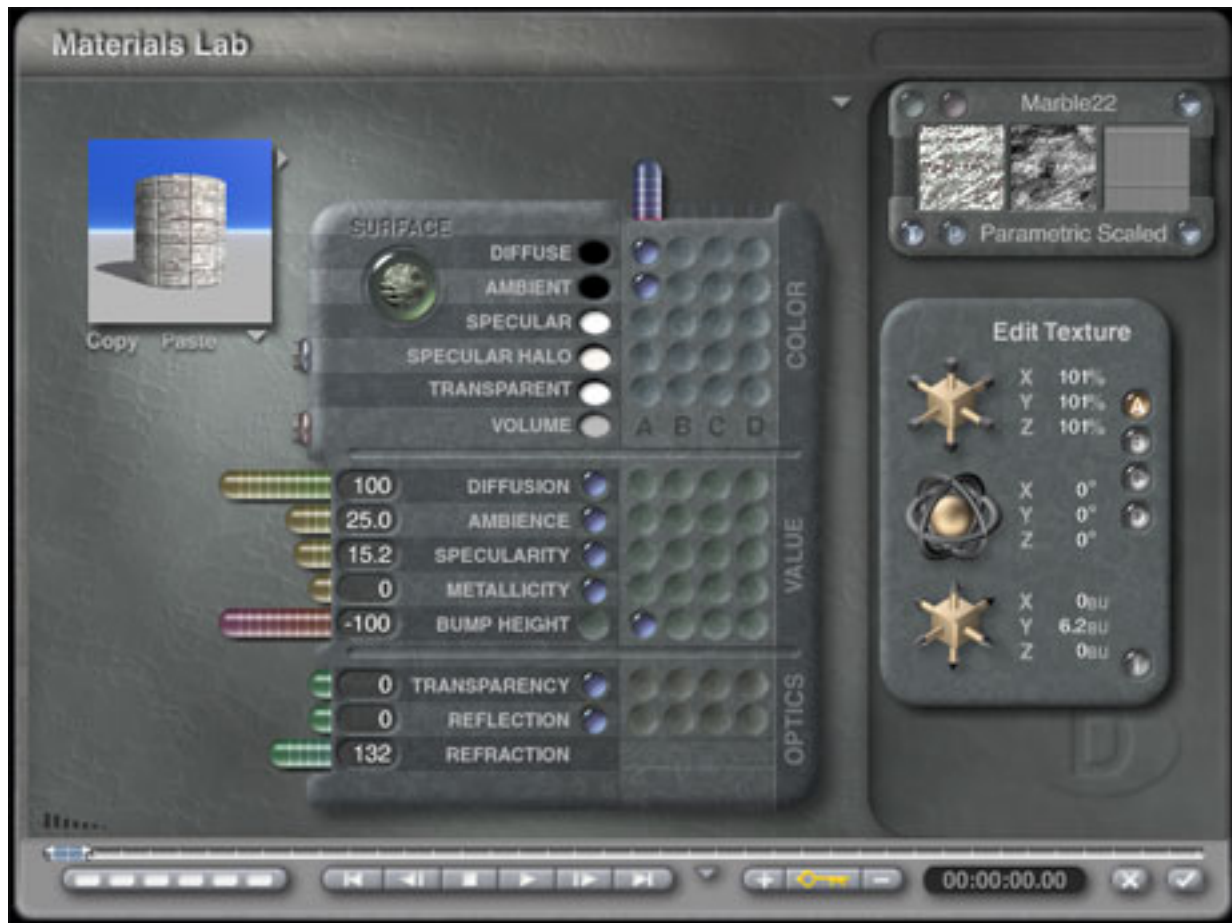 Materials Lab
Marble22
Parametric Scaled
Copy Paste
SURFACE
DIFFUSE
AMBIENT
SPECULAR
SPECULAR HALO
TRANSPARENT
VOLUME
A B C D
COLOR
100 DIFFUSION
25.0 AMBIENCE
15.2 SPECULARITY
0 METALLICITY
-100 BUMP HEIGHT
VALUE
0 TRANSPARENCY
0 REFLECTION
132 REFRACTION
OPTICS
Edit Texture
X 101%
Y 101%
Z 101%
A
B
C
D
X 0°
Y 0°
Z 0°
X 0BU
Y 6.2BU
Z 0BU
D
00:00:00.00